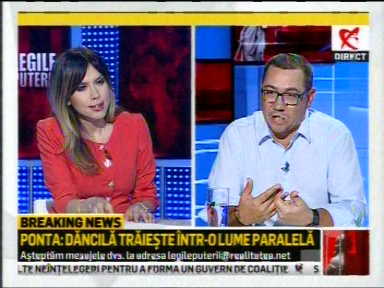 LEGILE
PUTERII
DIRECT
BREAKING NEWS
PONTA: DĂNCILĂ TRĂIEȘTE ÎNTR-O LUME PARALELĂ
Așteptăm mesajele dvs. la adresa legileputerii@realitatea.net
LTE NEÎNȚELEGERI PENTRU A FORMA UN GUVERN DE COALIȚIE